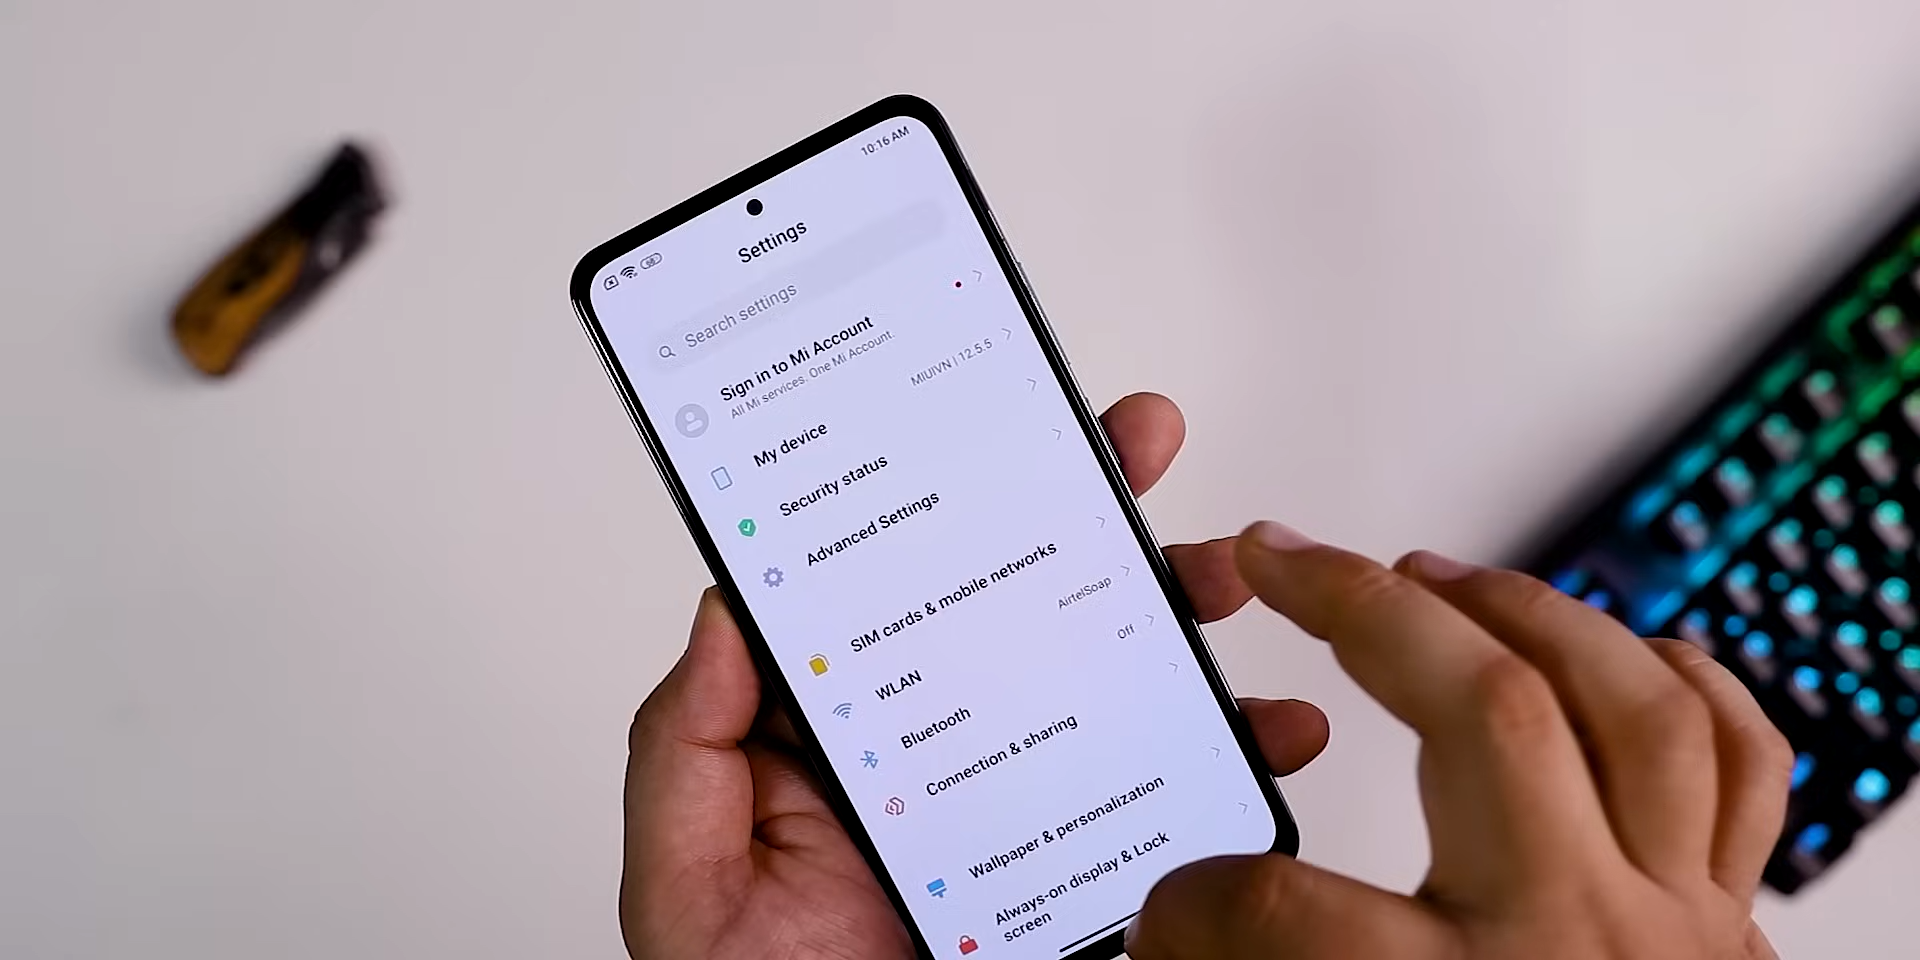 10:16 AM
Settings
Search settings
Sign in to Mi Account
All Mi services. One Mi Account.
My device
MIUIVN | 12.5.5
Security status
Advanced Settings
SIM cards & mobile networks
WLAN
AirtelSoap
Bluetooth
Off
Connection & sharing
Wallpaper & personalization
Always-on display & Lock
screen